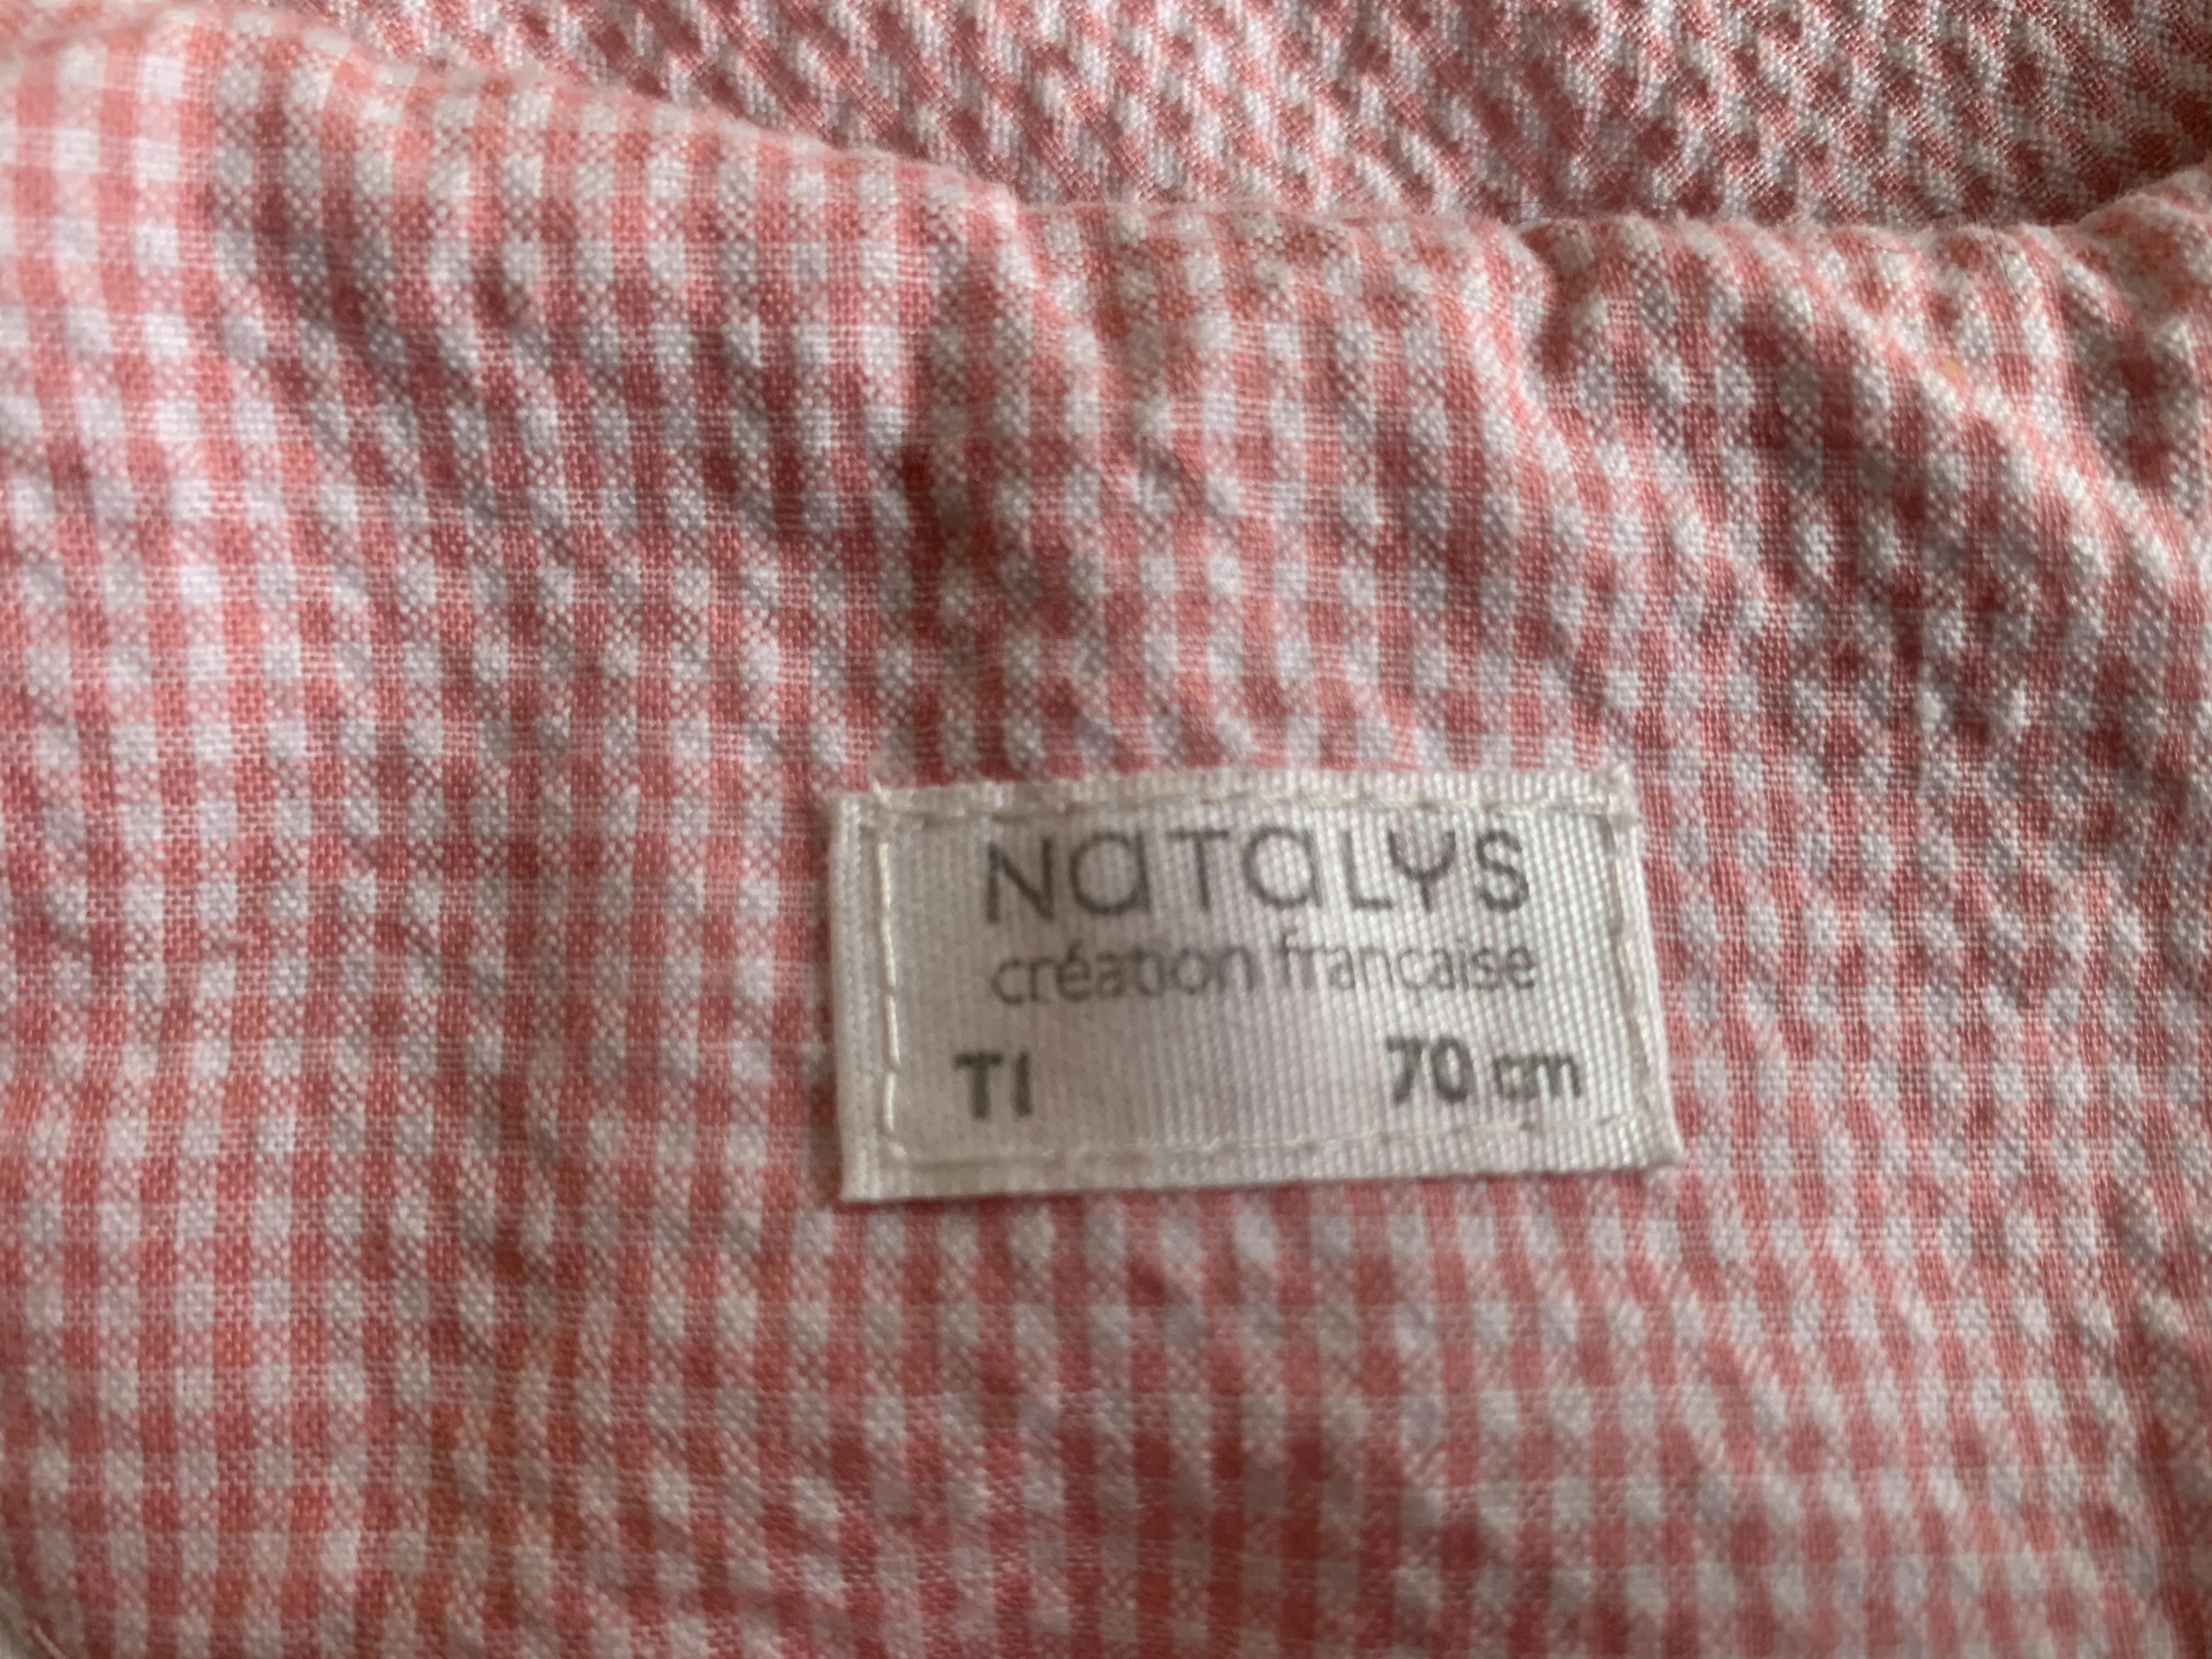 NaTaLYS
création française
T1 70 cm